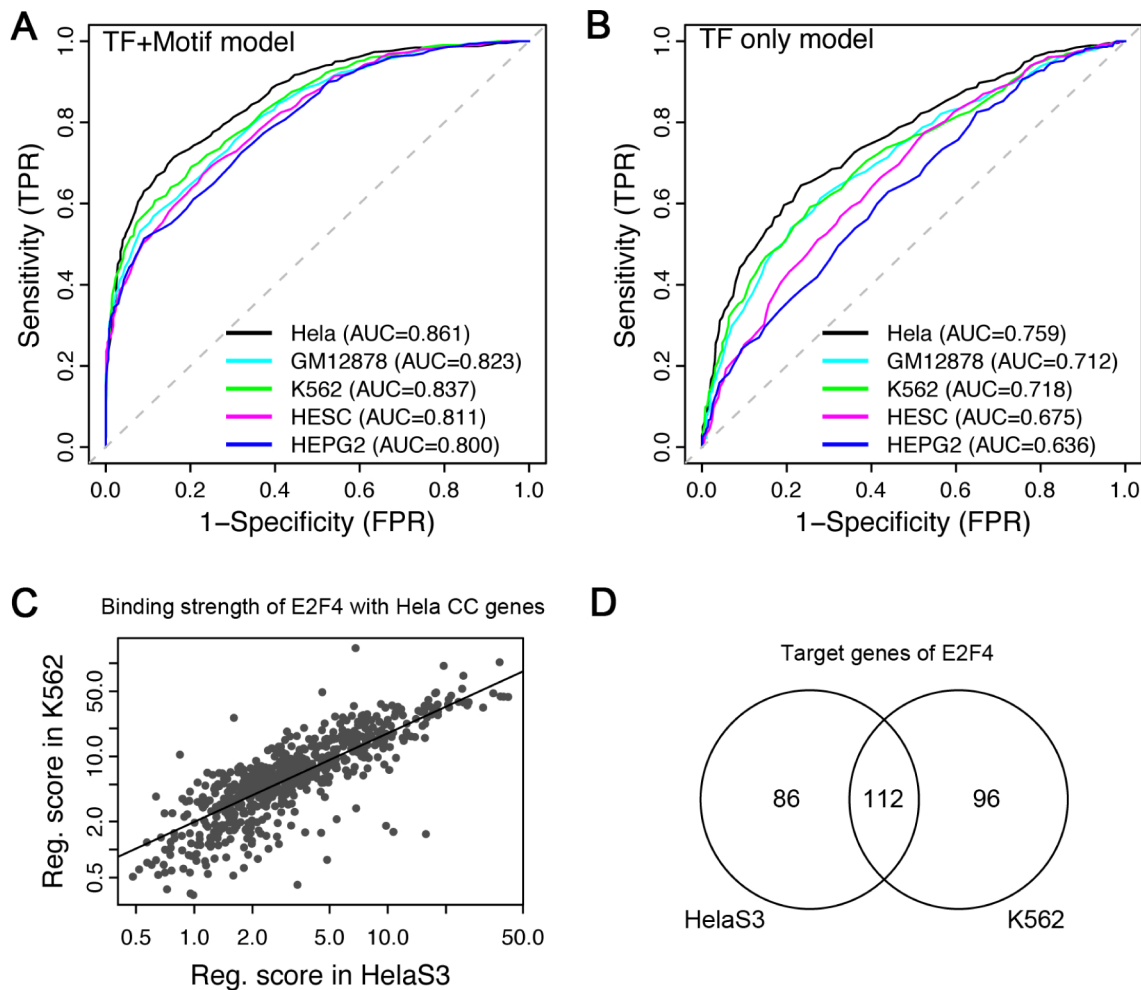 A
TF+Motif model
Sensitivity (TPR)
0.0 0.2 0.4 0.6 0.8 1.0
Hela (AUC=0.861)
GM12878 (AUC=0.823)
K562 (AUC=0.837)
HESC (AUC=0.811)
HEPG2 (AUC=0.800)
0.0 0.2 0.4 0.6 0.8 1.0
1−Specificity (FPR)
B
TF only model
Sensitivity (TPR)
0.0 0.2 0.4 0.6 0.8 1.0
Hela (AUC=0.759)
GM12878 (AUC=0.712)
K562 (AUC=0.718)
HESC (AUC=0.675)
HEPG2 (AUC=0.636)
0.0 0.2 0.4 0.6 0.8 1.0
1−Specificity (FPR)
C
Binding strength of E2F4 with Hela CC genes
Reg. score in K562
0.5 2.0 10.0 50.0
0.5 1.0 2.0 5.0 10.0 50.0
Reg. score in HelaS3
D
Target genes of E2F4
86 112 96
HelaS3 K562